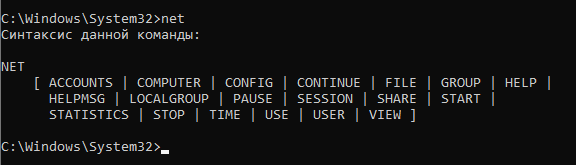 C:\Windows\System32>net
Синтаксис данной команды:
NET
[ ACCOUNTS | COMPUTER | CONFIG | CONTINUE | FILE | GROUP | HELP |
HELPMSG | LOCALGROUP | PAUSE | SESSION | SHARE | START |
STATISTICS | STOP | TIME | USE | USER | VIEW ]
C:\Windows\System32>